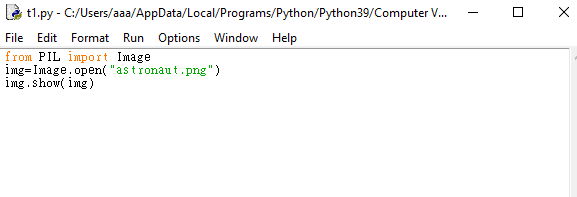 t1.py - C:/Users/aaa/AppData/Local/Programs/Python/Python39/Computer V...
File Edit Format Run Options Window Help
from PIL import Image
img=Image.open("astronaut.png")
img.show(img)